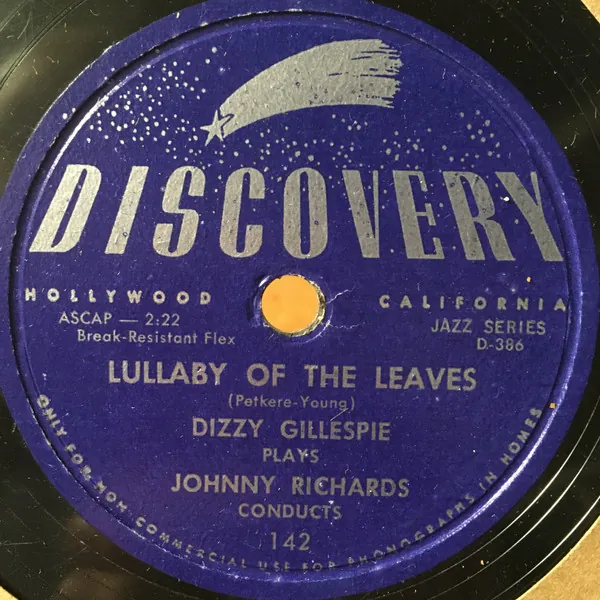 DISCOVERY
HOLLYWOOD CALIFORNIA
ASCAP — 2:22
Break-Resistant Flex
JAZZ SERIES
D-386
LULLABY OF THE LEAVES
(Petkere-Young)
DIZZY GILLESPIE
PLAYS
JOHNNY RICHARDS
CONDUCTS
142
ONLY FOR NON COMMERCIAL USE FOR PHONOGRAPHS IN HOMES